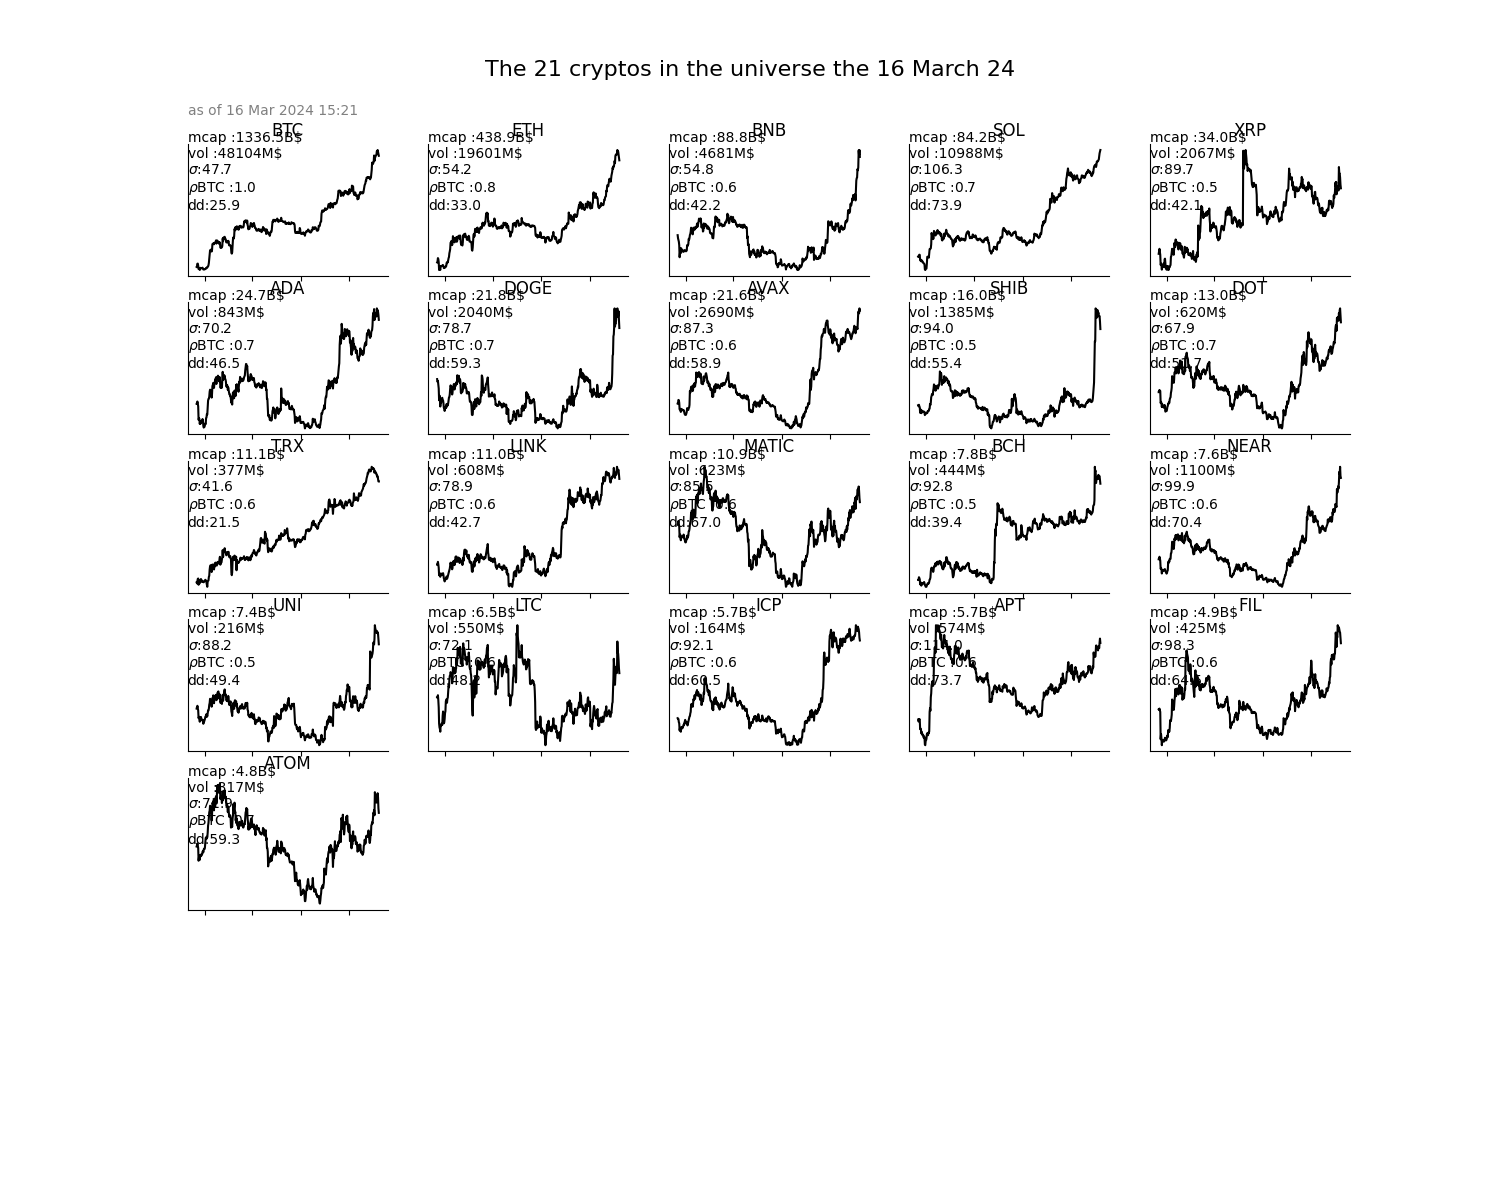 The 21 cryptos in the universe the 16 March 24
as of 16 Mar 2024 15:21
BTC
mcap :1336.3B$
vol :48104M$
σ:47.7
ρBTC :1.0
dd:25.9
ETH
mcap :438.9B$
vol :19601M$
σ:54.2
ρBTC :0.8
dd:33.0
BNB
mcap :88.8B$
vol :4681M$
σ:54.8
ρBTC :0.6
dd:42.2
SOL
mcap :84.2B$
vol :10988M$
σ:106.3
ρBTC :0.7
dd:73.9
XRP
mcap :34.0B$
vol :2067M$
σ:89.7
ρBTC :0.5
dd:42.1
ADA
mcap :24.7B$
vol :843M$
σ:70.2
ρBTC :0.7
dd:46.5
DOGE
mcap :21.8B$
vol :2040M$
σ:78.7
ρBTC :0.7
dd:59.3
AVAX
mcap :21.6B$
vol :2690M$
σ:87.3
ρBTC :0.6
dd:58.9
SHIB
mcap :16.0B$
vol :1385M$
σ:94.0
ρBTC :0.5
dd:55.4
DOT
mcap :13.0B$
vol :620M$
σ:67.9
ρBTC :0.7
TRX
mcap :11.1B$
vol :377M$
σ:41.6
ρBTC :0.6
dd:21.5
LINK
mcap :11.0B$
vol :608M$
σ:78.9
ρBTC :0.6
dd:42.7
MATIC
mcap :10.9B$
vol :623M$
ρBTC :0.6
dd:67.0
BCH
mcap :7.8B$
vol :444M$
σ:92.8
ρBTC :0.5
dd:39.4
NEAR
mcap :7.6B$
vol :1100M$
σ:99.9
ρBTC :0.6
dd:70.4
UNI
mcap :7.4B$
vol :216M$
σ:88.2
ρBTC :0.5
dd:49.4
LTC
mcap :6.5B$
vol :550M$
σ:72.1
ρBTC :0.6
dd:48.2
ICP
mcap :5.7B$
vol :164M$
σ:92.1
ρBTC :0.6
dd:60.5
APT
mcap :5.7B$
vol :574M$
ρBTC :0.6
dd:73.7
FIL
mcap :4.9B$
vol :425M$
σ:98.3
ρBTC :0.6
ATOM
mcap :4.8B$
vol :317M$
ρBTC :0.7
dd:59.3